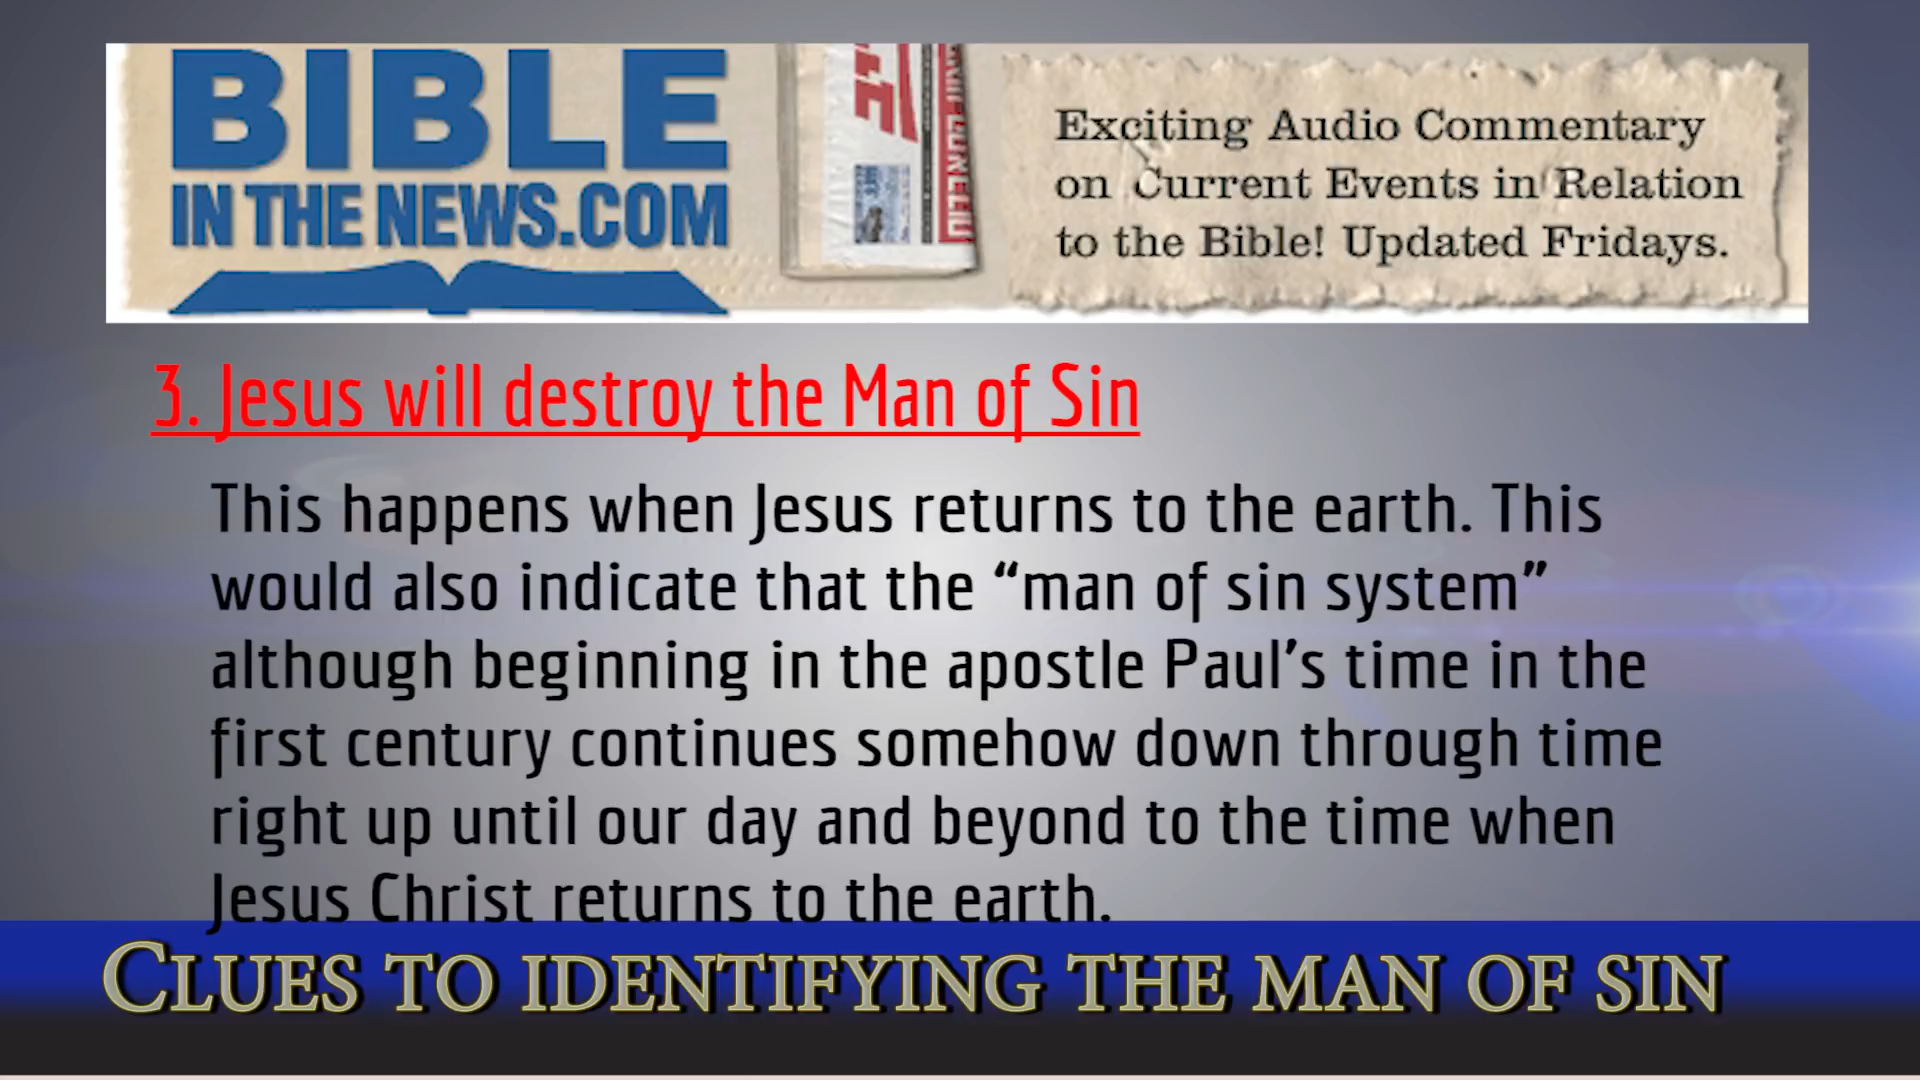 BIBLE
IN THE NEWS.COM
Exciting Audio Commentary
on Current Events in Relation
to the Bible! Updated Fridays.
3. Jesus will destroy the Man of Sin
This happens when Jesus returns to the earth. This
would also indicate that the “man of sin system”
although beginning in the apostle Paul’s time in the
first century continues somehow down through time
right up until our day and beyond to the time when
Jesus Christ returns to the earth.
CLUES TO IDENTIFYING THE MAN OF SIN